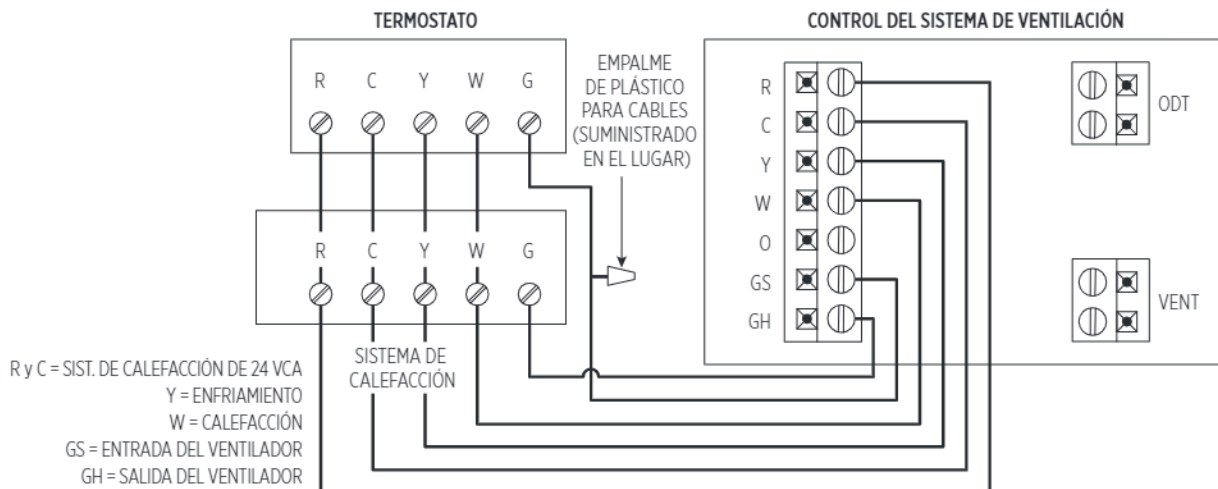 TERMOSTATO
CONTROL DEL SISTEMA DE VENTILACIÓN
R C Y W G
EMPALME
DE PLÁSTICO
PARA CABLES
(SUMINISTRADO
EN EL LUGAR)
R
C
Y
W
O
GS
GH
ODT
VENT
R C Y W G
SISTEMA DE
CALEFACCIÓN
R y C = SIST. DE CALEFACCIÓN DE 24 VCA
Y = ENFRIAMIENTO
W = CALEFACCIÓN
GS = ENTRADA DEL VENTILADOR
GH = SALIDA DEL VENTILADOR